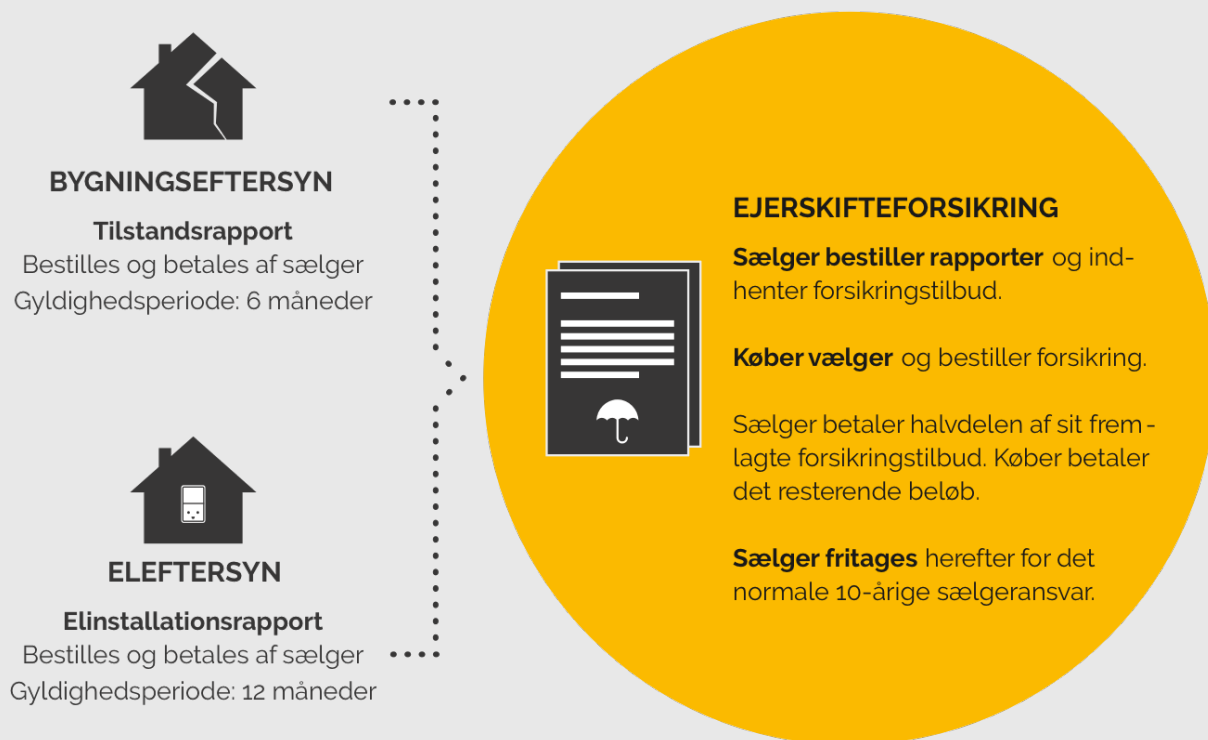 BYGNINGSEFTERSYN
Tilstandsrapport
Bestilles og betales af sælger
Gyldighedsperiode: 6 måneder
ELEFTERSYN
Elinstallationsrapport
Bestilles og betales af sælger
Gyldighedsperiode: 12 måneder
EJERSKIFTEFORSIKRING
Sælger bestiller rapporter og ind-
henter forsikringstilbud.
Køber vælger og bestiller forsikring.
Sælger betaler halvdelen af sit frem-
lagte forsikringstilbud. Køber betaler
det resterende beløb.
Sælger fritages herefter for det
normale 10-årige sælgeransvar.